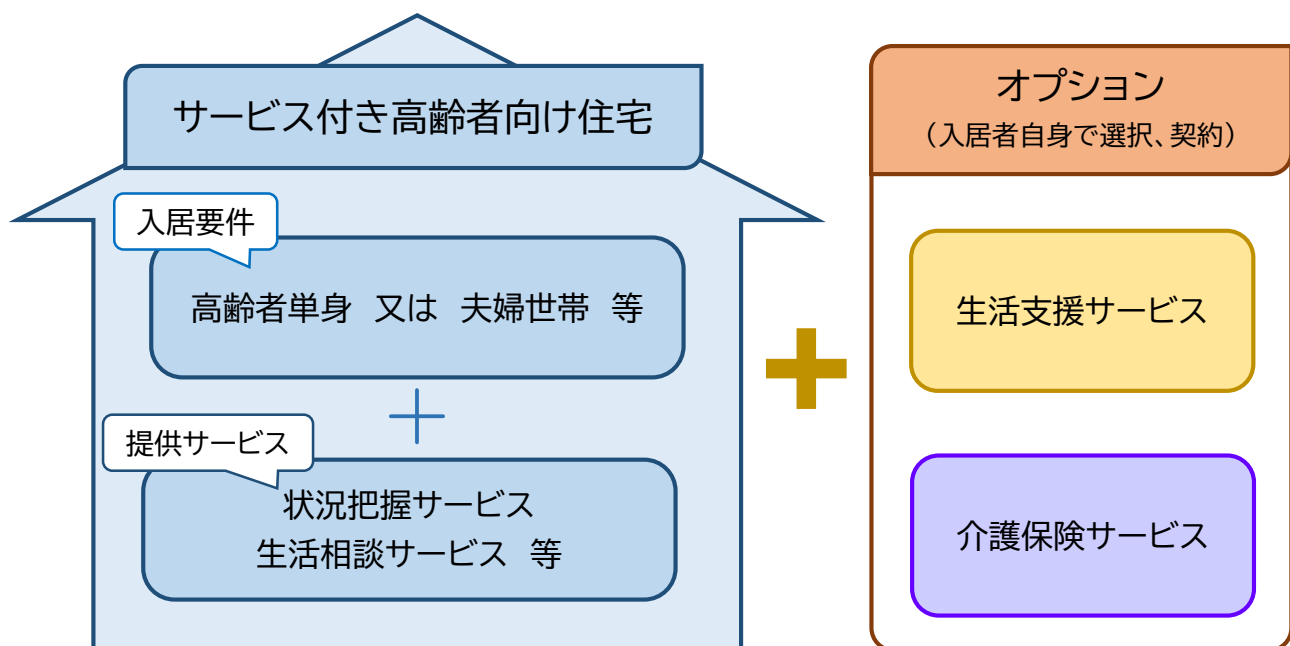 サービス付き高齢者向け住宅
入居要件
高齢者単身 又は 夫婦世帯 等
提供サービス
状況把握サービス
生活相談サービス 等
オプション
（入居者自身で選択、契約）
生活支援サービス
介護保険サービス